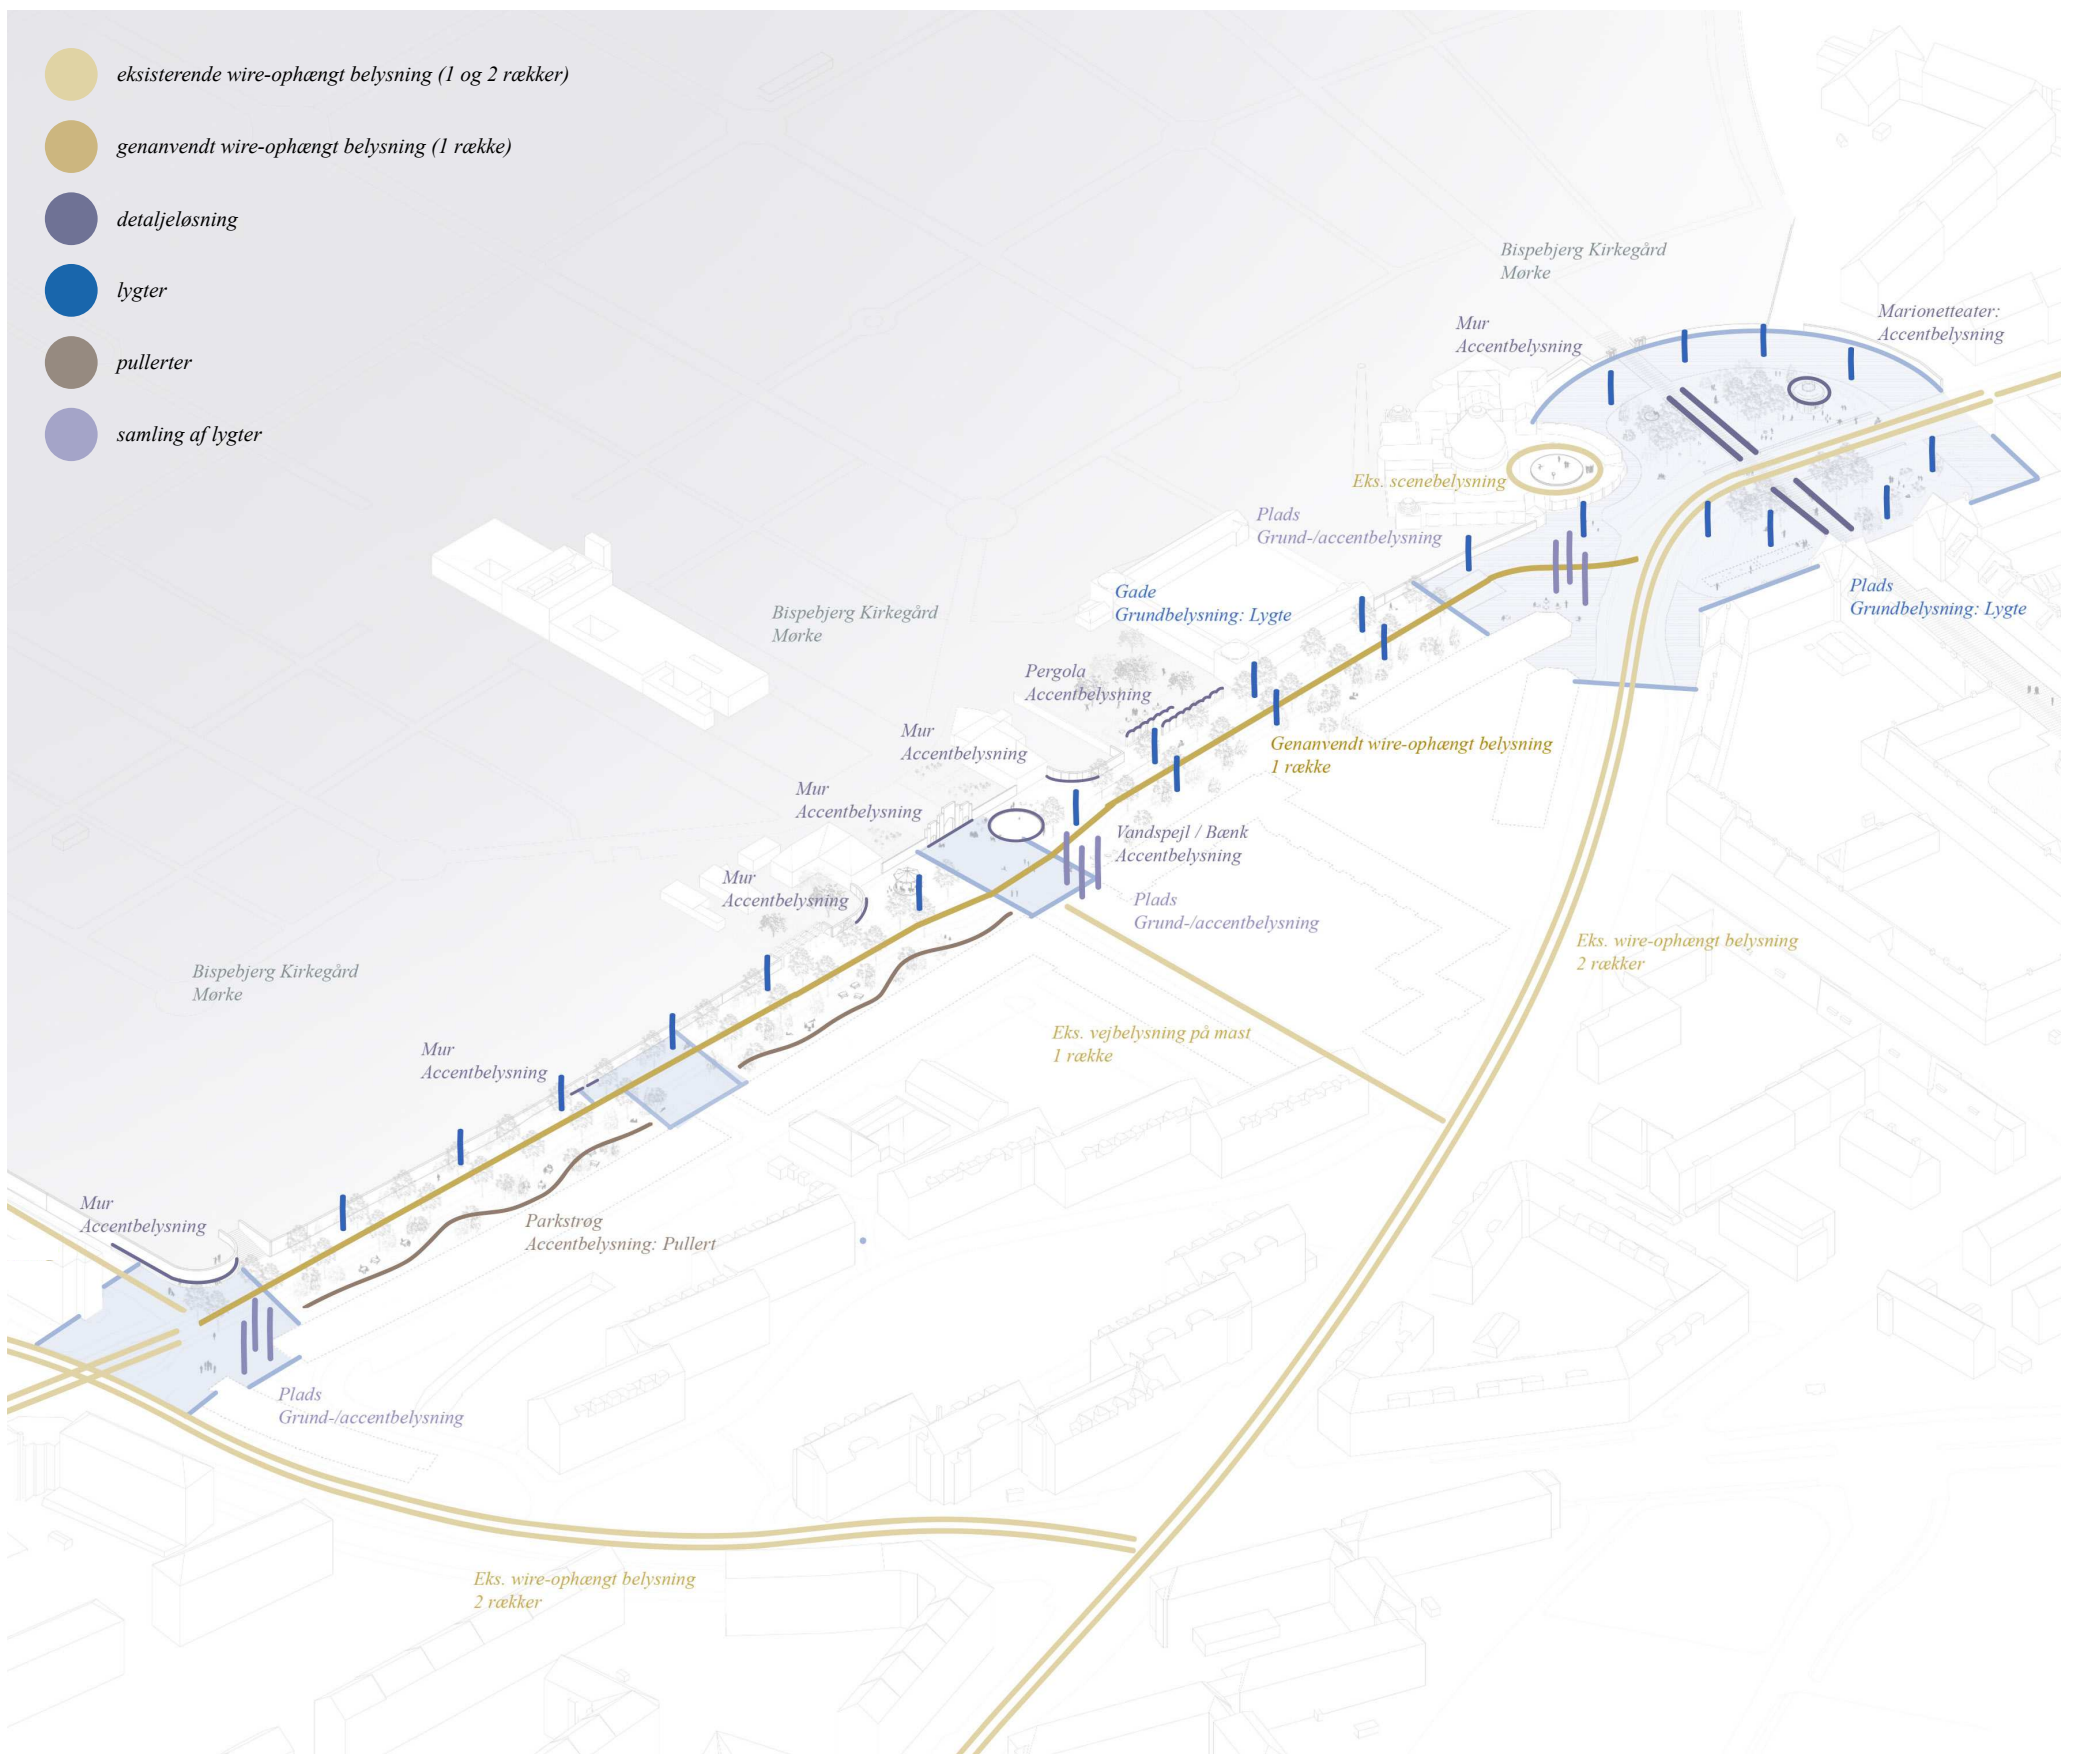 eksisterende wire-ophængt belysning (1 og 2 rækker)
genanvendt wire-ophængt belysning (1 række)
detaljeløsning
lygter
pullerter
samling af lygter
Bispebjerg Kirkegård
Mørke
Marionetteater:
Accentbelysning
Mur
Accentbelysning
Eks. scenebelysning
Plads
Grund-/accentbelysning
Gade
Grundbelysning: Lygte
Plads
Grundbelysning: Lygte
Bispebjerg Kirkegård
Mørke
Pergola
Accentbelysning
Mur
Accentbelysning
Genanvendt wire-ophængt belysning
1 række
Mur
Accentbelysning
Vandspejl / Bænk
Accentbelysning
Mur
Accentbelysning
Plads
Grund-/accentbelysning
Eks. wire-ophængt belysning
2 rækker
Bispebjerg Kirkegård
Mørke
Eks. vejbelysning på mast
1 række
Mur
Accentbelysning
Mur
Accentbelysning
Parkstrøg
Accentbelysning: Pullert
Plads
Grund-/accentbelysning
Eks. wire-ophængt belysning
2 rækker